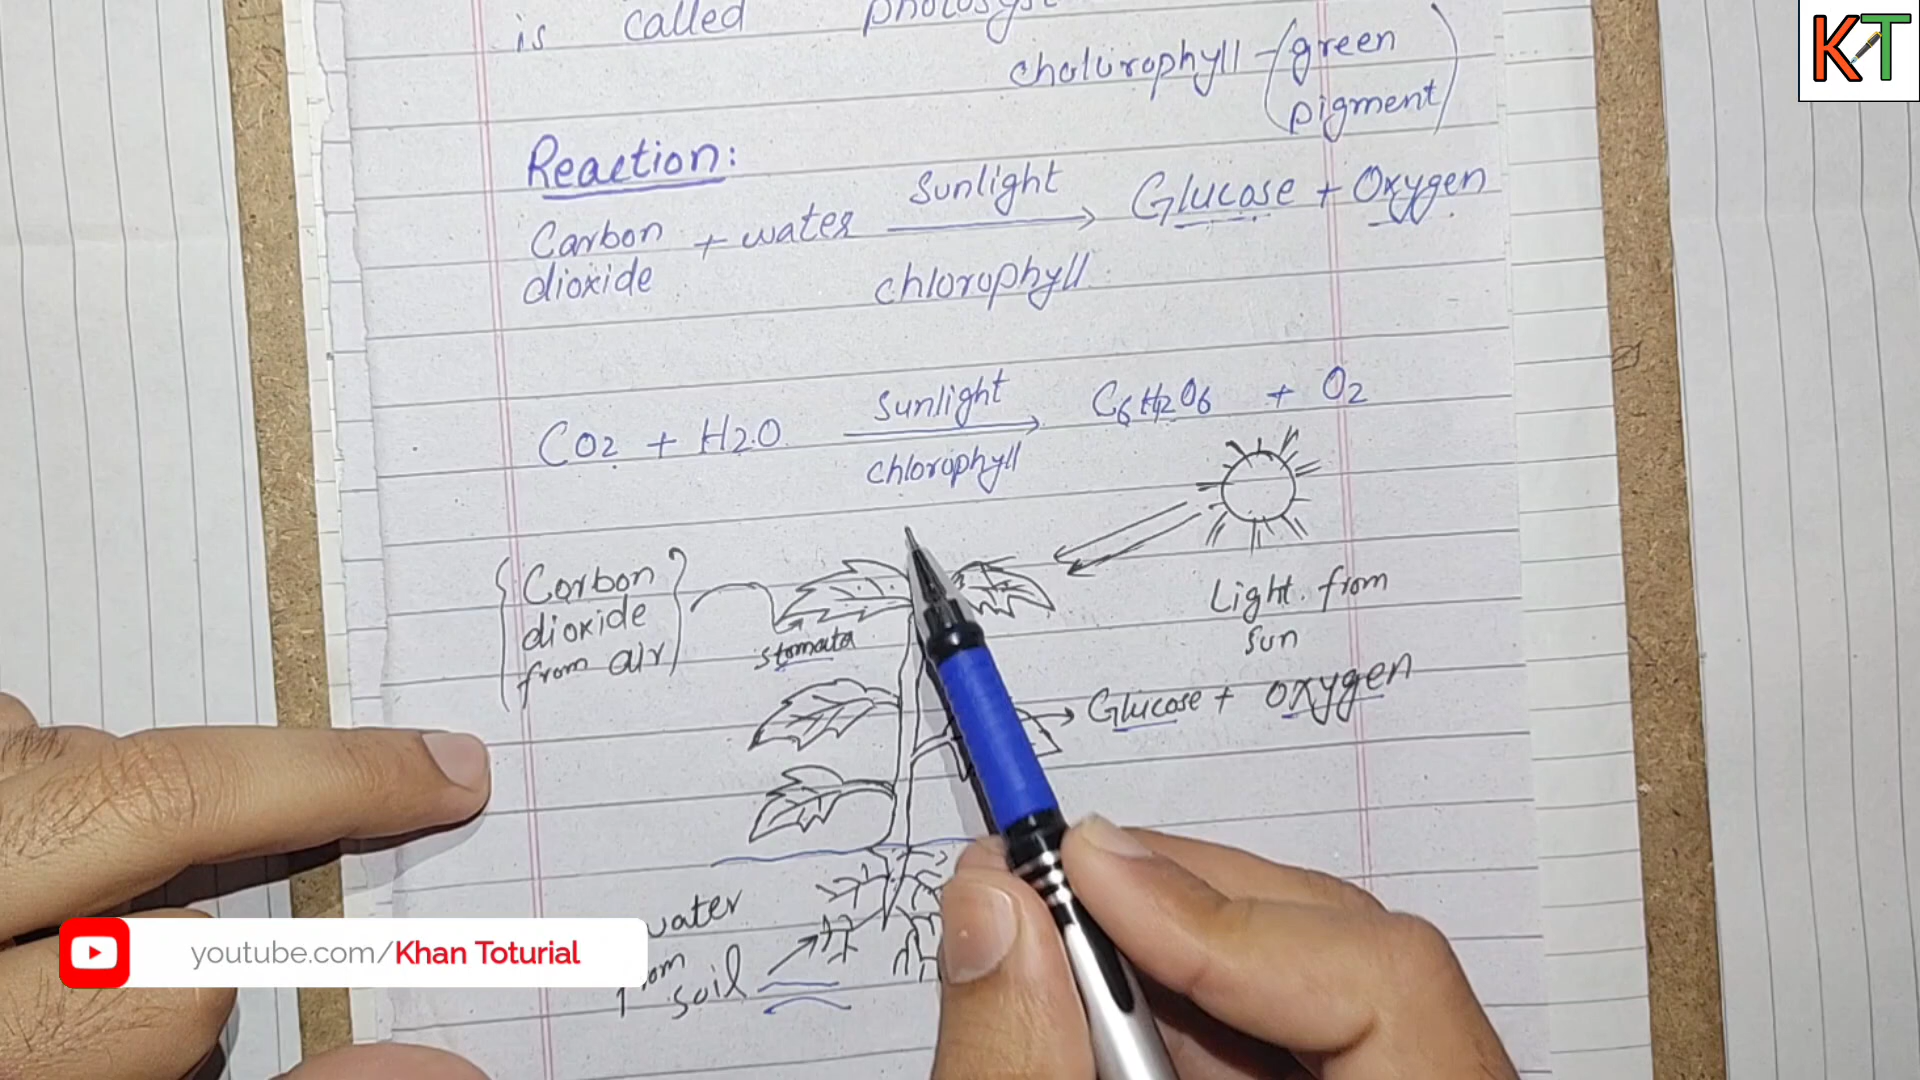 is called
KT
chalurophyll - (green
pigment)
Reaction:
Carbon dioxide + water Sunlight chlorophyll Glucose + Oxygen
CO2 + H2O Sunlight chlorophyll C6H12O6 + O2
Carbon
dioxide
from air
stomata
Light from
sun
Glucose + oxygen
water
soil
youtube.com/Khan Toturial